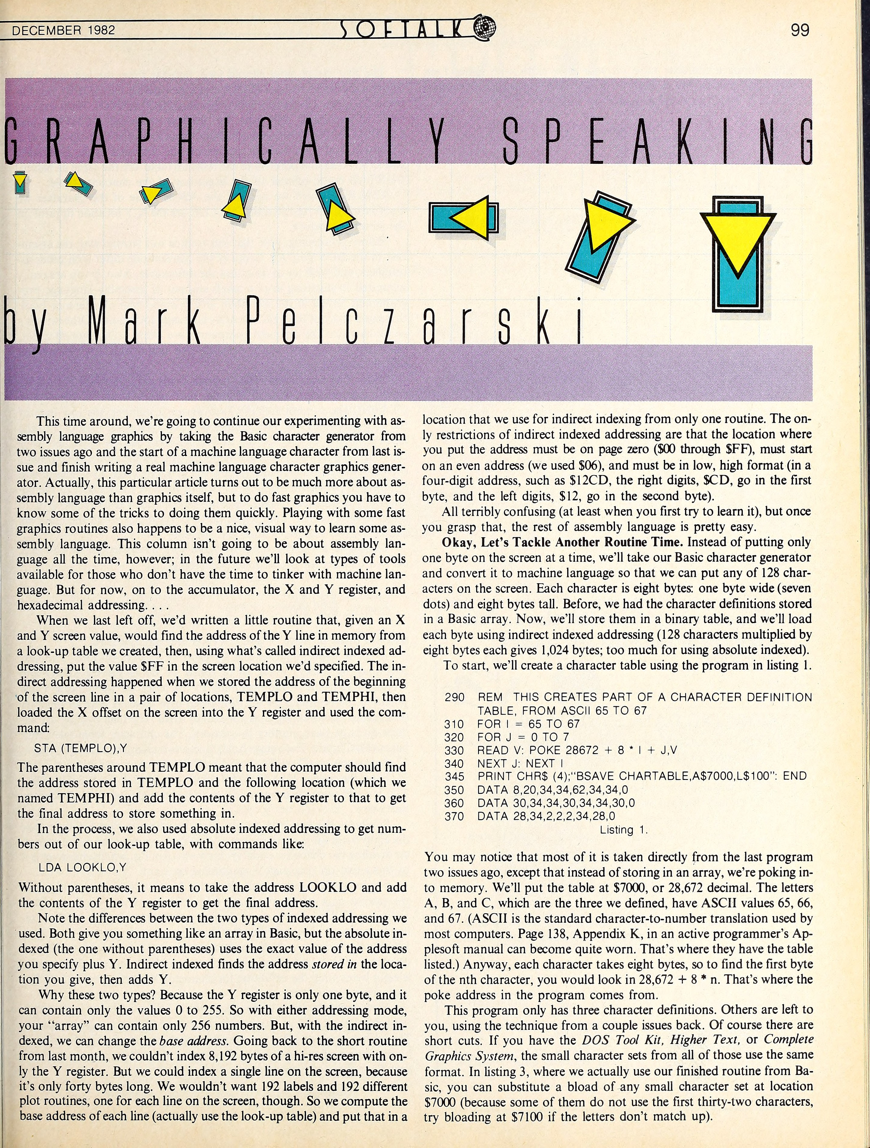 DECEMBER 1982
SOFTALK
99
GRAPHICALLY SPEAKING
by Mark Pelczarski
This time around, we're going to continue our experimenting with as-
sembly language graphics by taking the Basic character generator from
two issues ago and the start of a machine language character from last is-
sue and finish writing a real machine language character graphics gener-
ator. Actually, this particular article turns out to be much more about as-
sembly language than graphics itself, but to do fast graphics you have to
know some of the tricks to doing them quickly. Playing with some fast
graphics routines also happens to be a nice, visual way to learn some as-
sembly language. This column isn't going to be about assembly lan-
guage all the time, however; in the future we'll look at types of tools
available for those who don't have the time to tinker with machine lan-
guage. But for now, on to the accumulator, the X and Y register, and
hexadecimal addressing. . . .
When we last left off, we'd written a little routine that, given an X
and Y screen value, would find the address of the Y line in memory from
a look-up table we created, then, using what's called indirect indexed ad-
dressing, put the value $FF in the screen location we'd specified. The in-
direct addressing happened when we stored the address of the beginning
of the screen line in a pair of locations, TEMPLO and TEMPHI, then
loaded the X offset on the screen into the Y register and used the com-
mand:
STA (TEMPLO),Y
The parentheses around TEMPLO meant that the computer should find
the address stored in TEMPLO and the following location (which we
named TEMPHI) and add the contents of the Y register to that to get
the final address to store something in.
In the process, we also used absolute indexed addressing to get num-
bers out of our look-up table, with commands like:
LDA LOOKLO,Y
Without parentheses, it means to take the address LOOKLO and add
the contents of the Y register to get the final address.
Note the differences between the two types of indexed addressing we
used. Both give you something like an array in Basic, but the absolute in-
dexed (the one without parentheses) uses the exact value of the address
you specify plus Y. Indirect indexed finds the address stored in the loca-
tion you give, then adds Y.
Why these two types? Because the Y register is only one byte, and it
can contain only the values 0 to 255. So with either addressing mode,
your "array" can contain only 256 numbers. But, with the indirect in-
dexed, we can change the base address. Going back to the short routine
from last month, we couldn't index 8,192 bytes of a hi-res screen with on-
ly the Y register. But we could index a single line on the screen, because
it's only forty bytes long. We wouldn't want 192 labels and 192 different
plot routines, one for each line on the screen, though. So we compute the
base address of each line (actually use the look-up table) and put that in a
location that we use for indirect indexing from only one routine. The on-
ly restrictions of indirect indexed addressing are that the location where
you put the address must be on page zero ($00 through $FF), must start
on an even address (we used $06), and must be in low, high format (in a
four-digit address, such as $12CD, the right digits, $CD, go in the first
byte, and the left digits, $12, go in the second byte).
All terribly confusing (at least when you first try to learn it), but once
you grasp that, the rest of assembly language is pretty easy.
Okay, Let's Tackle Another Routine Time. Instead of putting only
one byte on the screen at a time, we'll take our Basic character generator
and convert it to machine language so that we can put any of 128 char-
acters on the screen. Each character is eight bytes: one byte wide (seven
dots) and eight bytes tall. Before, we had the character definitions stored
in a Basic array. Now, we'll store them in a binary table, and we'll load
each byte using indirect indexed addressing (128 characters multiplied by
eight bytes each gives 1,024 bytes; too much for using absolute indexed).
To start, we'll create a character table using the program in listing 1.
290 REM THIS CREATES PART OF A CHARACTER DEFINITION
TABLE, FROM ASCII 65 TO 67
310 FOR I = 65 TO 67
320 FOR J = 0 TO 7
330 READ V: POKE 28672 + 8 * I + J,V
340 NEXT J: NEXT I
345 PRINT CHR$ (4);"BSAVE CHARTABLE,A$7000,L$100": END
350 DATA 8,20,34,34,62,34,34,0
360 DATA 30,34,34,30,34,34,30,0
370 DATA 28,34,2,2,2,34,28,0
Listing 1.
You may notice that most of it is taken directly from the last program
two issues ago, except that instead of storing in an array, we're poking in-
to memory. We'll put the table at $7000, or 28,672 decimal. The letters
A, B, and C, which are the three we defined, have ASCII values 65, 66,
and 67. (ASCII is the standard character-to-number translation used by
most computers. Page 138, Appendix K, in an active programmer's Ap-
plesoft manual can become quite worn. That's where they have the table
listed.) Anyway, each character takes eight bytes, so to find the first byte
of the nth character, you would look in 28,672 + 8 * n. That's where the
poke address in the program comes from.
This program only has three character definitions. Others are left to
you, using the technique from a couple issues back. Of course there are
short cuts. If you have the DOS Tool Kit, Higher Text, or Complete
Graphics System, the small character sets from all of those use the same
format. In listing 3, where we actually use our finished routine from Ba-
sic, you can substitute a bload of any small character set at location
$7000 (because some of them do not use the first thirty-two characters,
try bloading at $7100 if the letters don't match up).